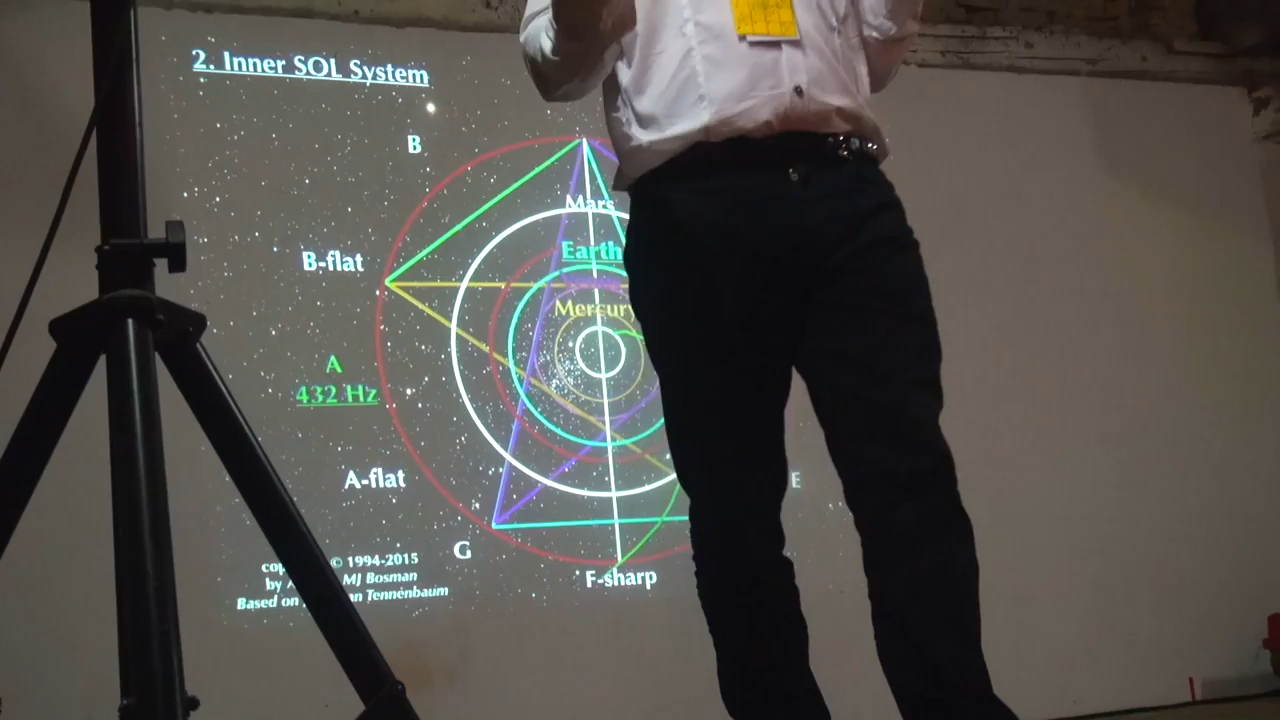 2. Inner SOL System
B
Mars
Earth
B-flat
Mercury
A
432 Hz
A-flat
E
G
F-sharp
© 1994-2015
by MJ Bosman
Based on Tennenbaum